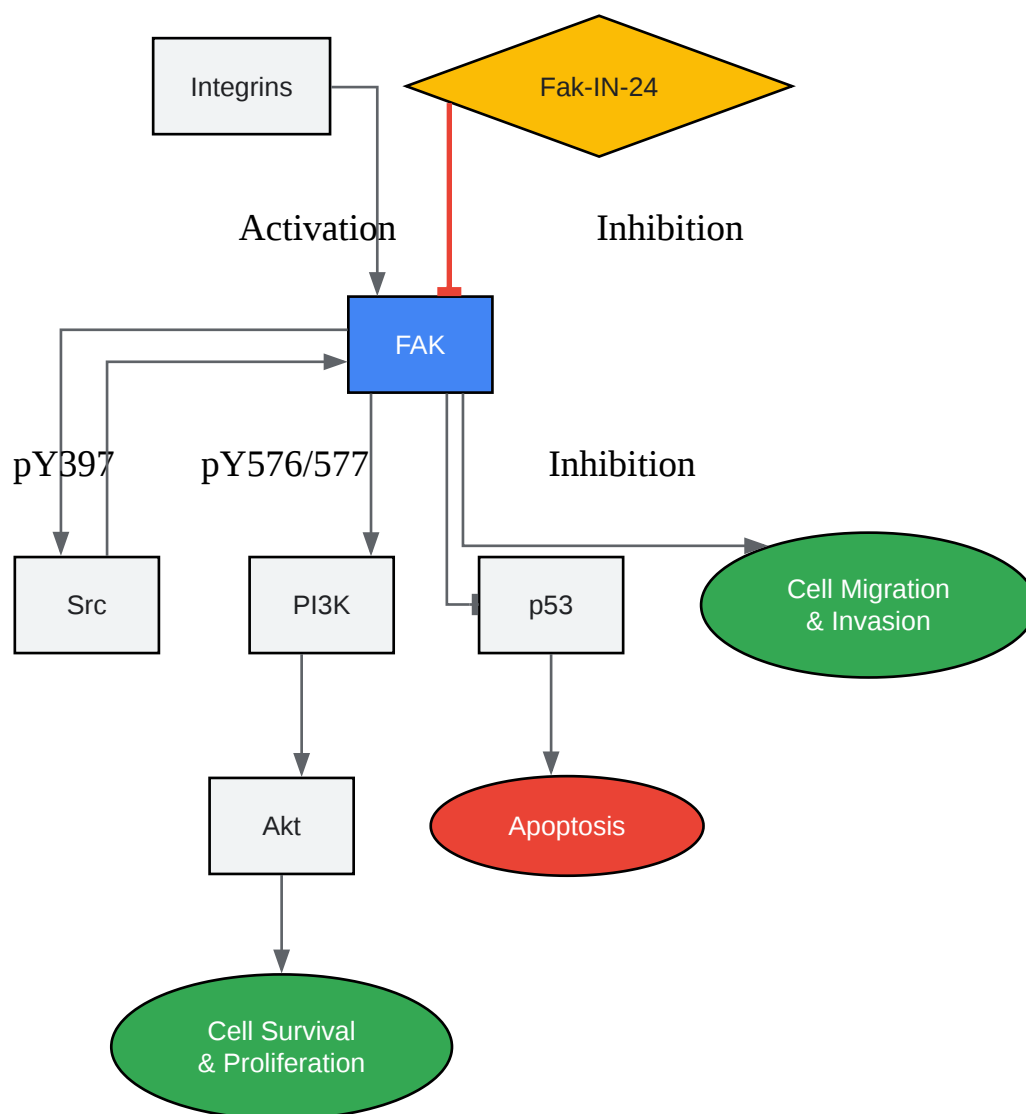 Integrins
Fak-IN-24
Activation
Inhibition
FAK
pY397
pY576/577
Inhibition
Src
PI3K
p53
Cell Migration
& Invasion
Akt
Apoptosis
Cell Survival
& Proliferation